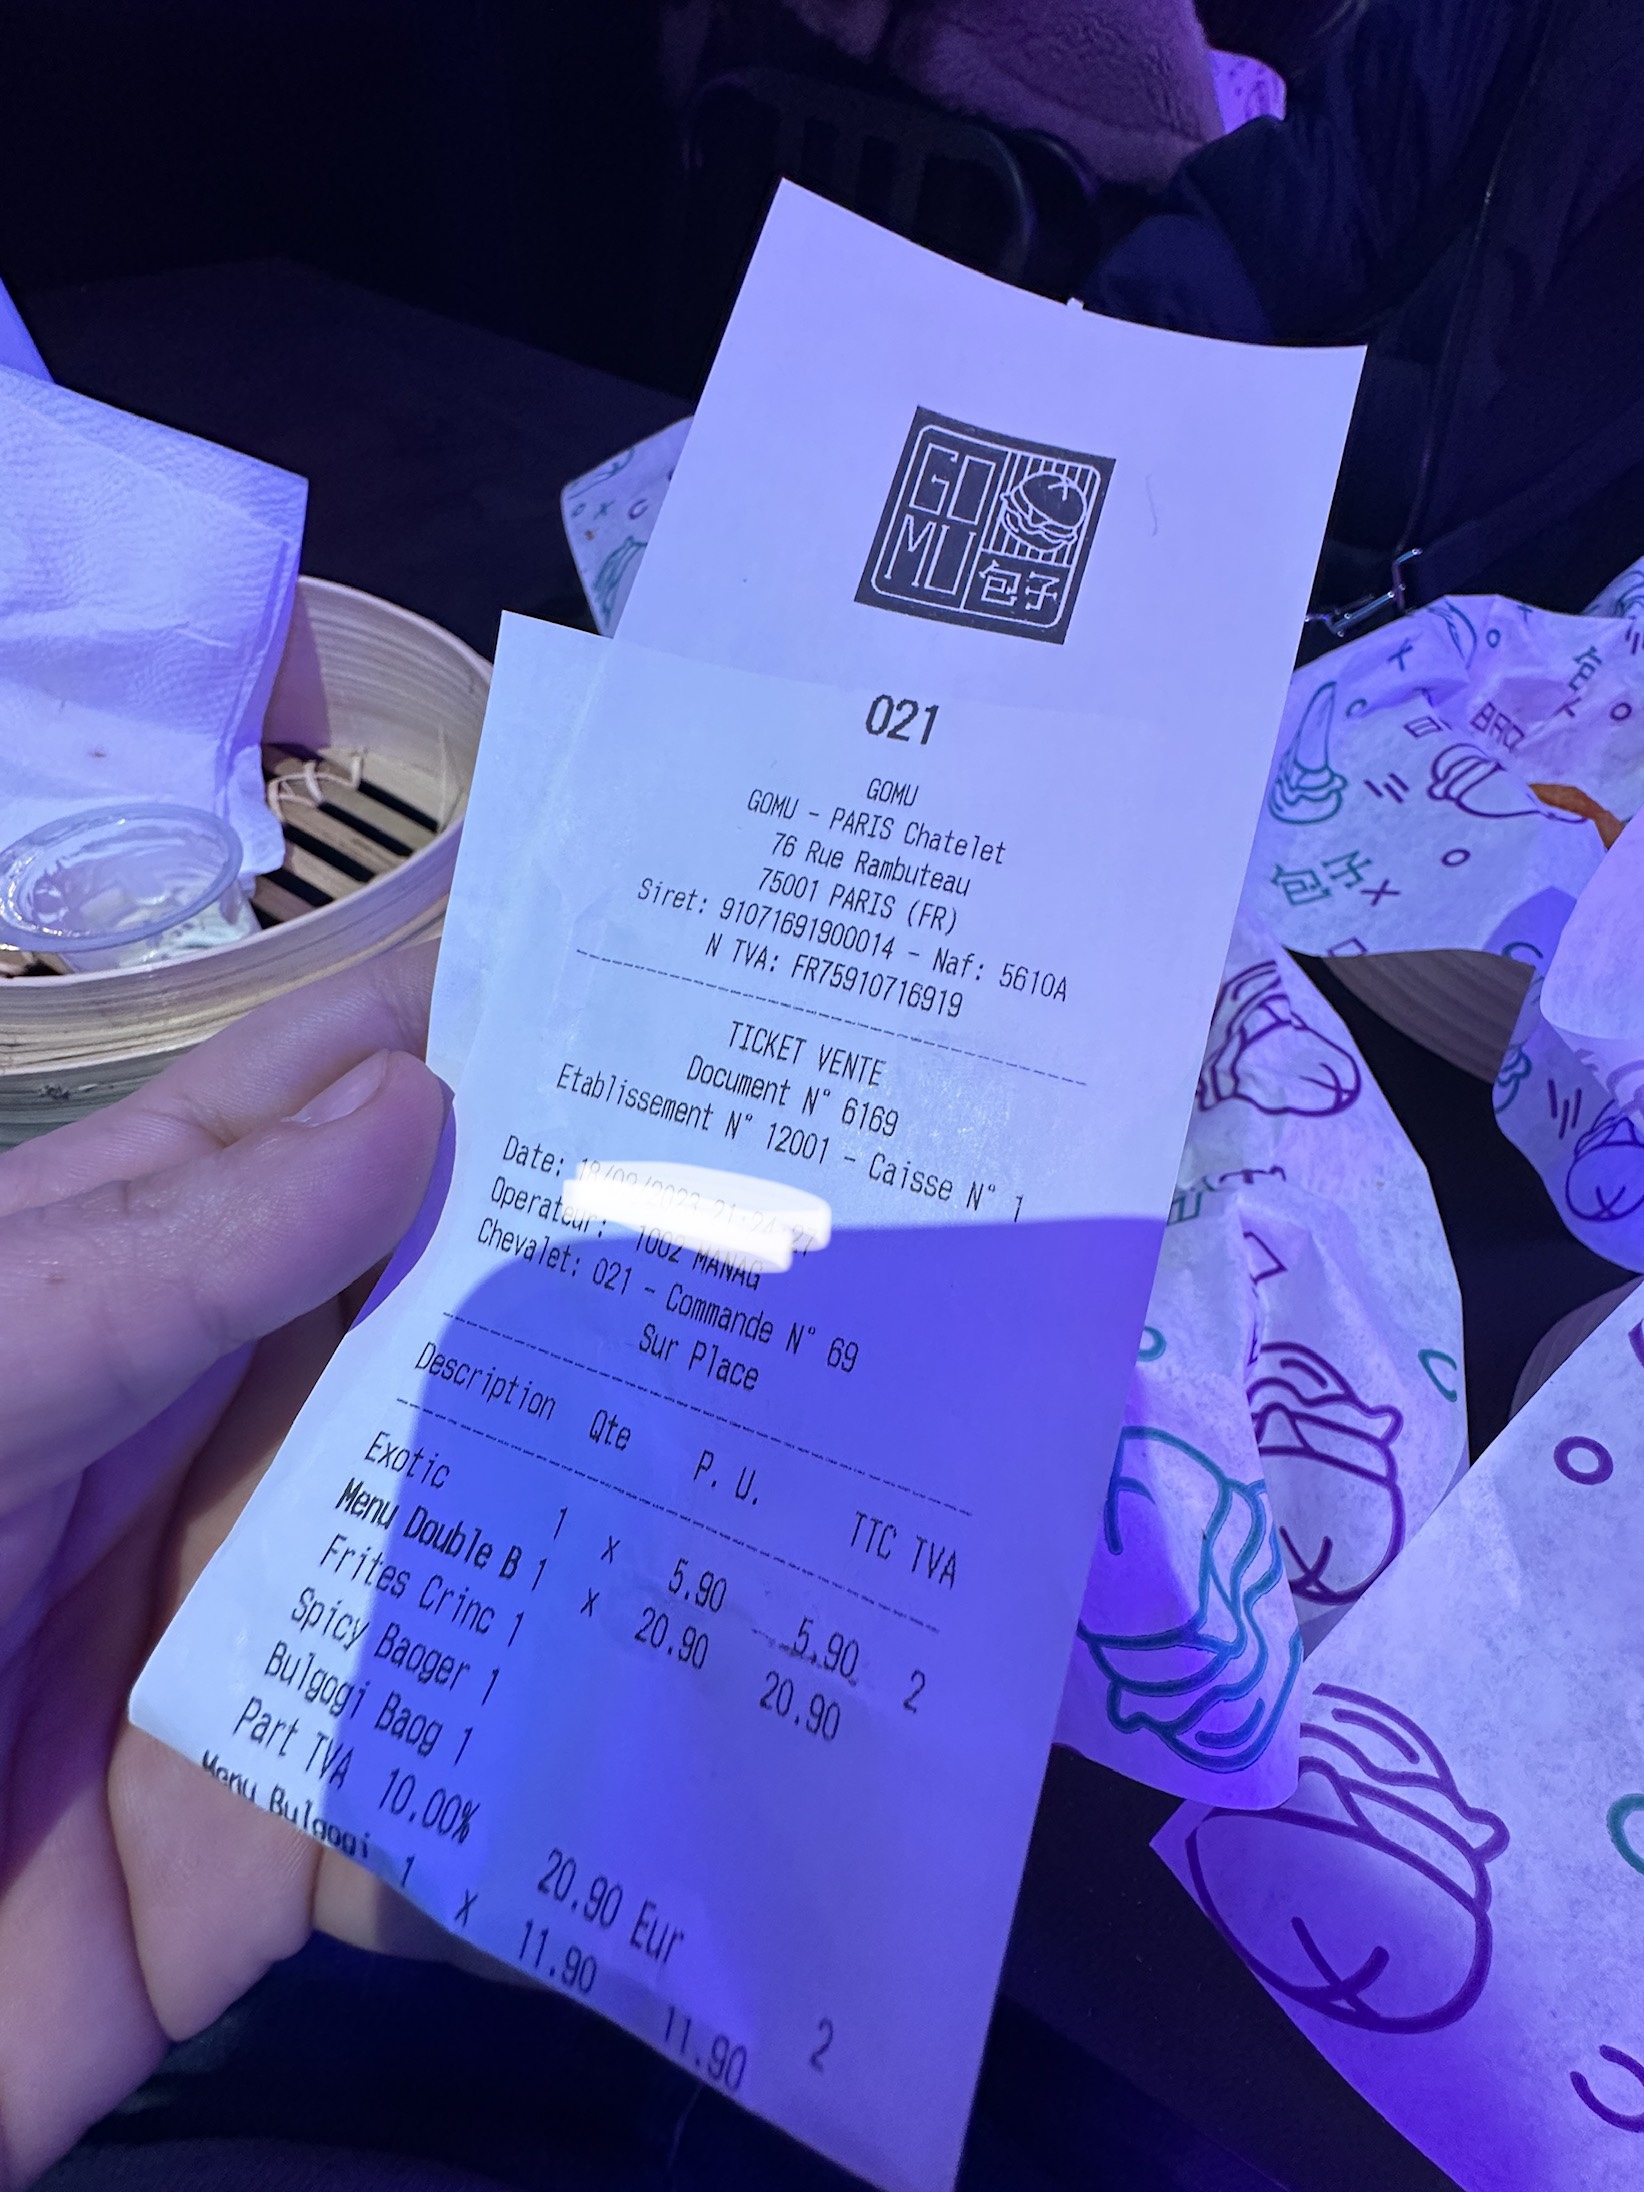 GO
MU
包子
021
GOMU
GOMU - PARIS Chatelet
76 Rue Rambuteau
75001 PARIS (FR)
Siret: 91071691900014 - Naf: 5610A
N TVA: FR75910716919
TICKET VENTE
Document N° 6169
Etablissement N° 12001 - Caisse N° 1
Date:
Operateur: 1002 MANAG
Chevalet: 021 - Commande N° 69
Sur Place
Description Qte P. U. TTC TVA
Exotic 1 x 5.90 5.90 2
Menu Double B 1 x 20.90 20.90
Frites Crinc 1
Spicy Baoger 1
Bulgogi Baog 1
Part TVA 10.00% 20.90 Eur
Menu Bulgogi 1 x 11.90 11.90 2
BAO
包子